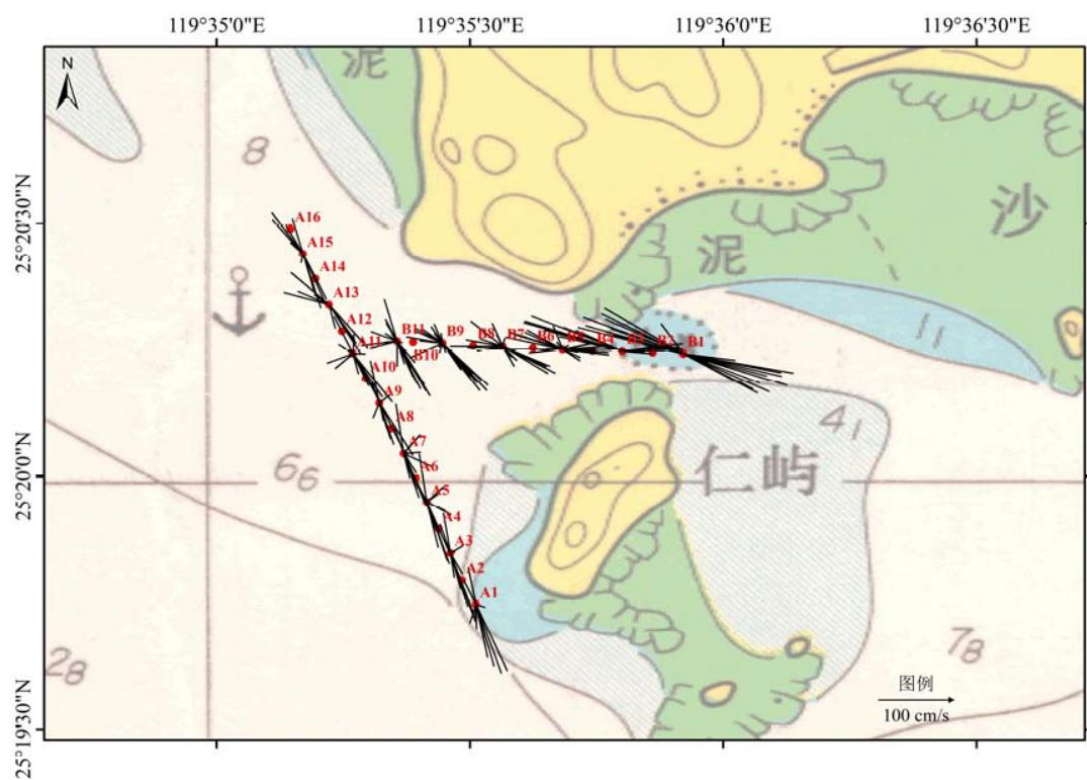 119°35'0"E
119°35'30"E
119°36'0"E
119°36'30"E
N
泥
8
沙
25°20'30"N
A16
A15
泥
A14
A13
A12
B11
B9
B8
B7
B6
B5
B4
B3
B2
B1
11
A11
B10
A10
A9
A8
4₁
A7
6₆
A6
仁屿
25°20'0"N
A5
A4
A3
A2
A1
2₈
7₈
图例
100 cm/s
25°19'30"N